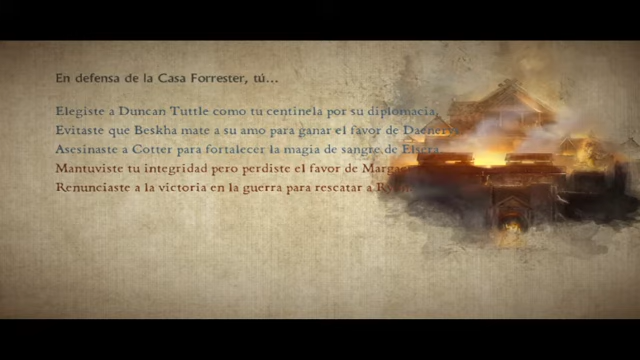 En defensa de la Casa Forrester, tú...
Elegiste a Duncan Tuttle como tu centinela por su diplomacia.
Evitaste que Beskha mate a su amo para ganar el favor de
Asesinaste a Cotter para fortalecer la magia de sangre de Elsera.
Mantuviste tu integridad pero perdiste el favor de
Renunciaste a la victoria en la guerra para rescatar a